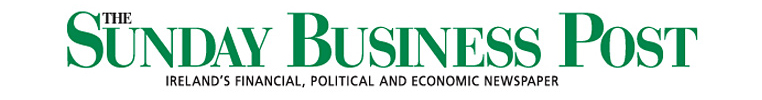 THE
SUNDAY BUSINESS POST
IRELAND'S FINANCIAL, POLITICAL AND ECONOMIC NEWSPAPER